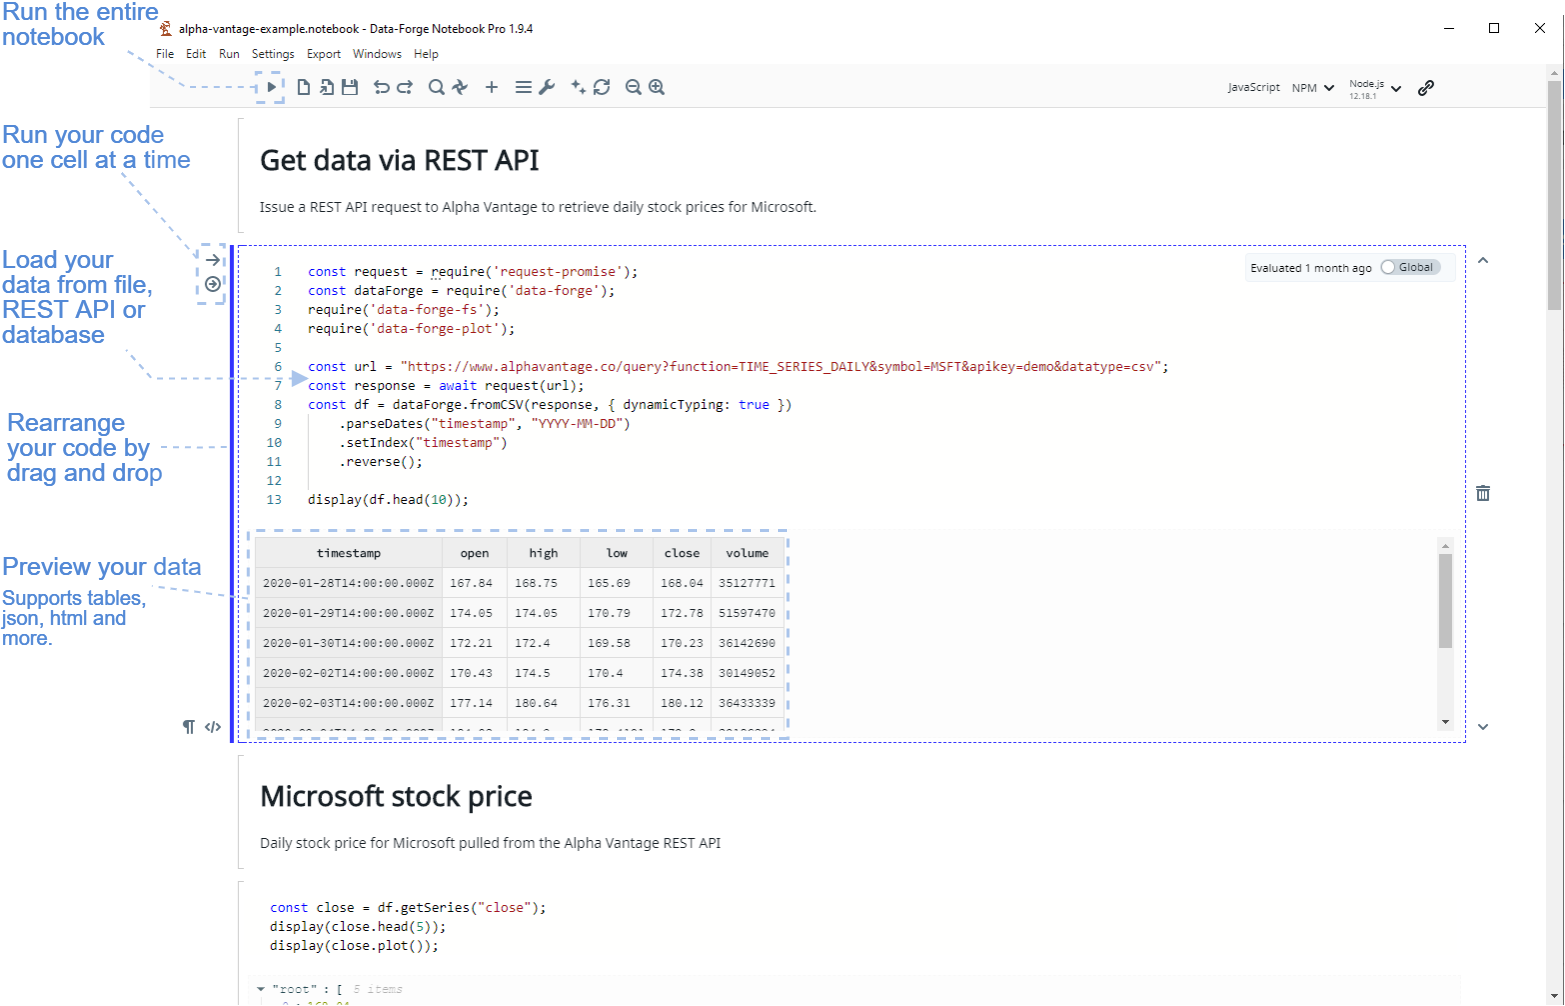 Run the entire
notebook
alpha-vantage-example.notebook - Data-Forge Notebook Pro 1.9.4
File Edit Run Settings Export Windows Help
JavaScript NPM Node.js
12.18.1
Run your code
one cell at a time
Get data via REST API
Issue a REST API request to Alpha Vantage to retrieve daily stock prices for Microsoft.
Load your
data from file,
REST API or
database
Evaluated 1 month ago Global
1 const request = require('request-promise');
2 const dataForge = require('data-forge');
3 require('data-forge-fs');
4 require('data-forge-plot');
5
6 const url = "https://www.alphavantage.co/query?function=TIME_SERIES_DAILY&symbol=MSFT&apikey=demo&datatype=csv";
7 const response = await request(url);
8 const df = dataForge.fromCSV(response, { dynamicTyping: true })
9 .parseDates("timestamp", "YYYY-MM-DD")
10 .setIndex("timestamp")
11 .reverse();
12
13 display(df.head(10));
Rearrange
your code by
drag and drop
Preview your data
Supports tables,
json, html and
more.
timestamp open high low close volume
2020-01-28T14:00:00.000Z 167.84 168.75 165.69 168.04 35127771
2020-01-29T14:00:00.000Z 174.05 174.05 170.79 172.78 51597470
2020-01-30T14:00:00.000Z 172.21 172.4 169.58 170.23 36142690
2020-02-02T14:00:00.000Z 170.43 174.5 170.4 174.38 30149052
2020-02-03T14:00:00.000Z 177.14 180.64 176.31 180.12 36433339
Microsoft stock price
Daily stock price for Microsoft pulled from the Alpha Vantage REST API
const close = df.getSeries("close");
display(close.head(5));
display(close.plot());
"root" : [ 5 items